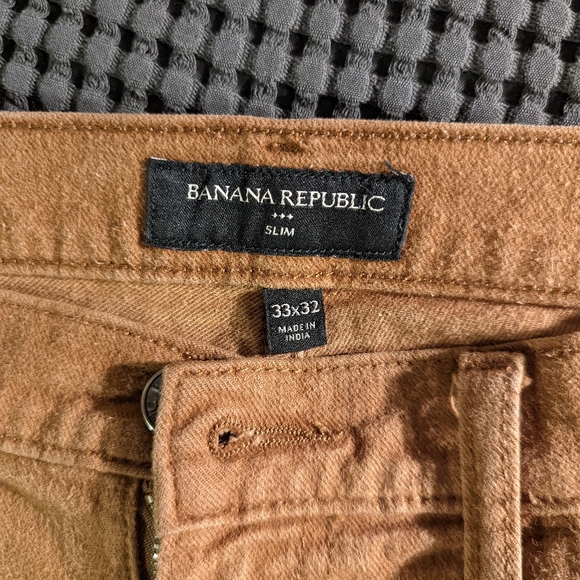 BANANA REPUBLIC
SLIM
33x32
MADE IN
INDIA